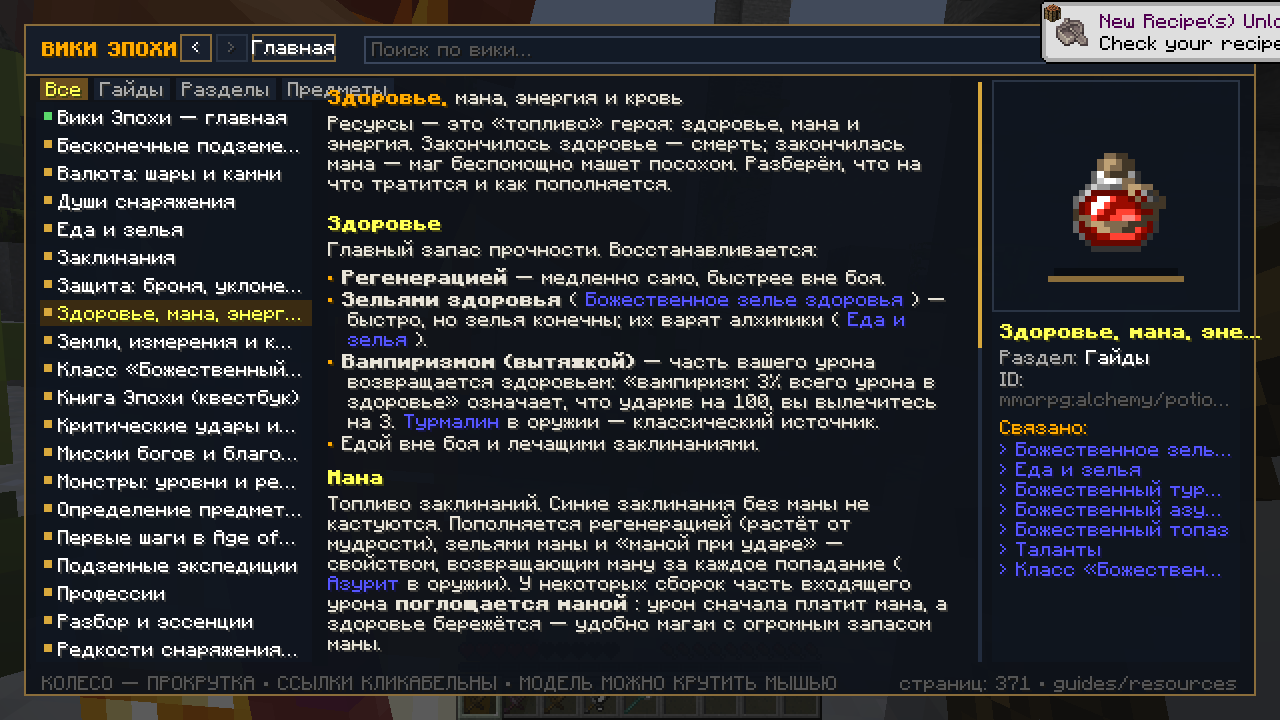 ВИКИ ЭПОХИ < > Главная Поиск по вики...
New Recipe(s) Unlo
Check your recipe
Все Гайды Разделы Предметы
Вики Эпохи — главная
Бесконечные подземе...
Валюта: шары и камни
Души снаряжения
Еда и зелья
Заклинания
Защита: броня, уклоне...
Здоровье, мана, энерг...
Земли, измерения и к...
Класс «Божественный...
Книга Эпохи (квестбук)
Критические удары и...
Миссии богов и благо...
Монстры: уровни и ре...
Определение предмет...
Первые шаги в Age of...
Подземные экспедиции
Профессии
Разбор и эссенции
Редкости снаряжения...
Здоровье, мана, энергия и кровь
Ресурсы — это «топливо» героя: здоровье, мана и
энергия. Закончилось здоровье — смерть; закончилась
мана — маг беспомощно машет посохом. Разберём, что на
что тратится и как пополняется.
Здоровье
Главный запас прочности. Восстанавливается:
• Регенерацией — медленно само, быстрее вне боя.
• Зельями здоровья ( Божественное зелье здоровья ) —
быстро, но зелья конечны; их варят алхимики ( Еда и
зелья ).
• Вампиризмом (вытяжкой) — часть вашего урона
возвращается здоровьем: «вампиризм: 3% всего урона в
здоровье» означает, что ударив на 100, вы вылечитесь
на 3. Турмалин в оружии — классический источник.
• Едой вне боя и лечащими заклинаниями.
Мана
Топливо заклинаний. Синие заклинания без маны не
кастуются. Пополняется регенерацией (растёт от
мудрости), зельями маны и «маной при ударе» —
свойством, возвращающим ману за каждое попадание (
Азурит в оружии). У некоторых сборок часть входящего
урона поглощается маной : урон сначала платит мана, а
здоровье бережётся — удобно магам с огромным запасом
маны.
Здоровье, мана, эне...
Раздел: Гайды
ID:
mmorpg:alchemy/potio...
Связано:
> Божественное зель...
> Еда и зелья
> Божественный тур...
> Божественный азу...
> Божественный топаз
> Таланты
> Класс «Божествен...
КОЛЕСО — ПРОКРУТКА • ССЫЛКИ КЛИКАБЕЛЬНЫ • МОДЕЛЬ МОЖНО КРУТИТЬ МЫШЬЮ
страниц: 371 • guides/resources